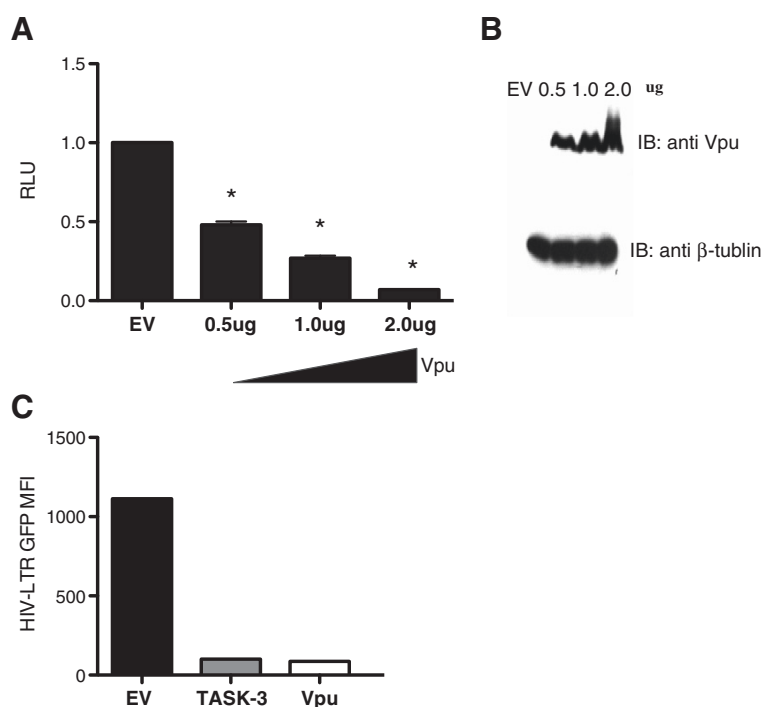 A
1.5
1.0
0.5
0.0
RLU
*
*
*
EV 0.5ug 1.0ug 2.0ug
Vpu
B
EV 0.5 1.0 2.0 ug
IB: anti Vpu
IB: anti β-tublin
C
1500
1000
500
0
HIV-LTR GFP MFI
EV TASK-3 Vpu